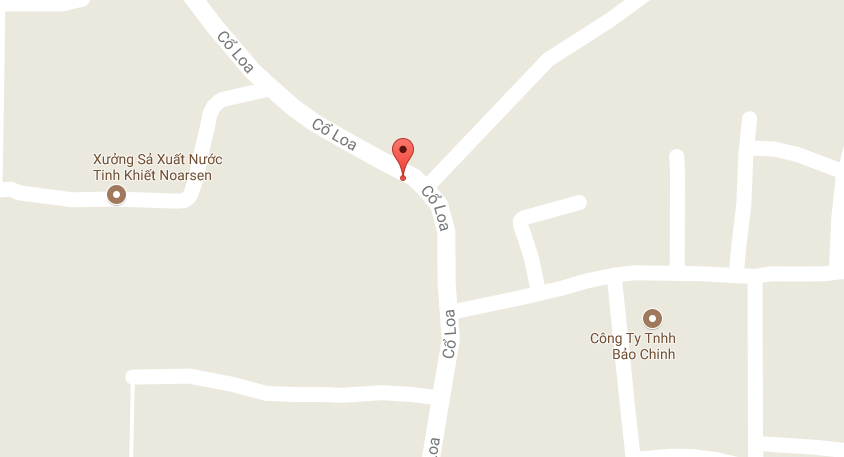 Cổ Loa
Cổ Loa
Xưởng Sả Xuất Nước
Tinh Khiết Noarsen
Cổ Loa
Cổ Loa
Công Ty Tnhh
Bảo Chinh
Loa